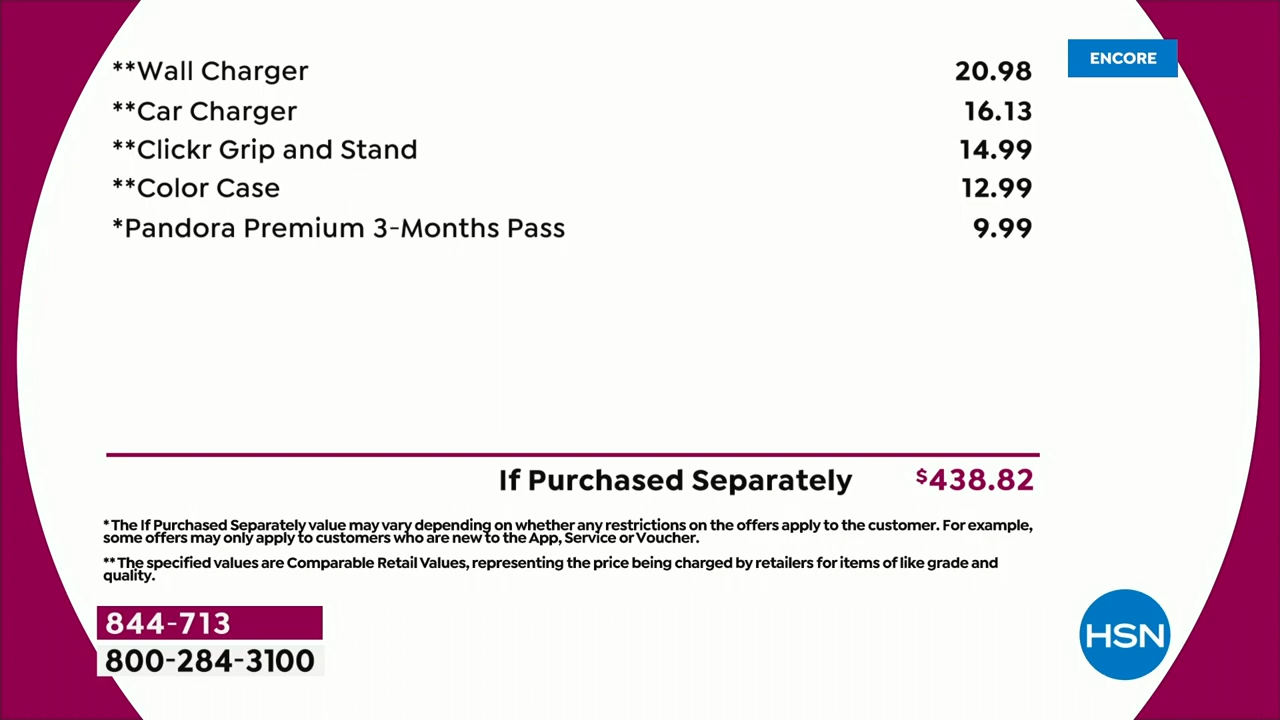 ENCORE
**Wall Charger 20.98
**Car Charger 16.13
**Clickr Grip and Stand 14.99
**Color Case 12.99
*Pandora Premium 3-Months Pass 9.99
If Purchased Separately $438.82
* The If Purchased Separately value may vary depending on whether any restrictions on the offers apply to the customer. For example,
some offers may only apply to customers who are new to the App, Service or Voucher.
** The specified values are Comparable Retail Values, representing the price being charged by retailers for items of like grade and
quality.
844-713
800-284-3100
HSN